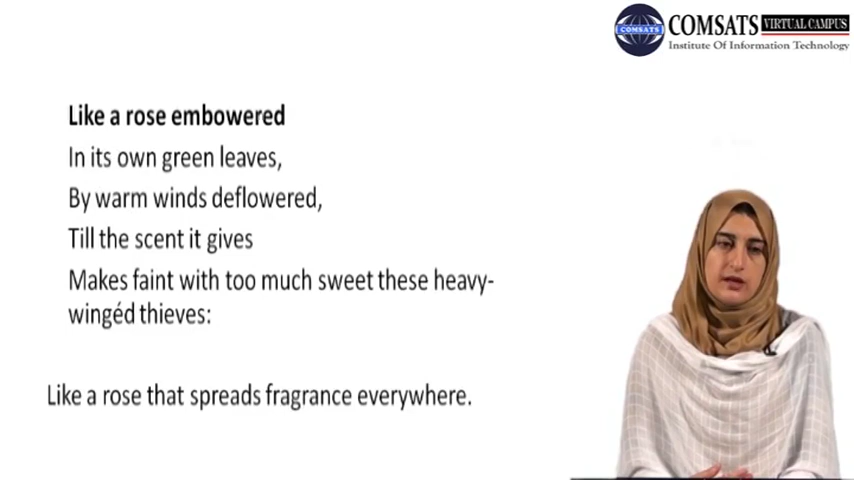 COMSATS
COMSATS VIRTUAL CAMPUS
Institute Of Information Technology
Like a rose embowered
In its own green leaves,
By warm winds deflowered,
Till the scent it gives
Makes faint with too much sweet these heavy-
wingéd thieves:
Like a rose that spreads fragrance everywhere.